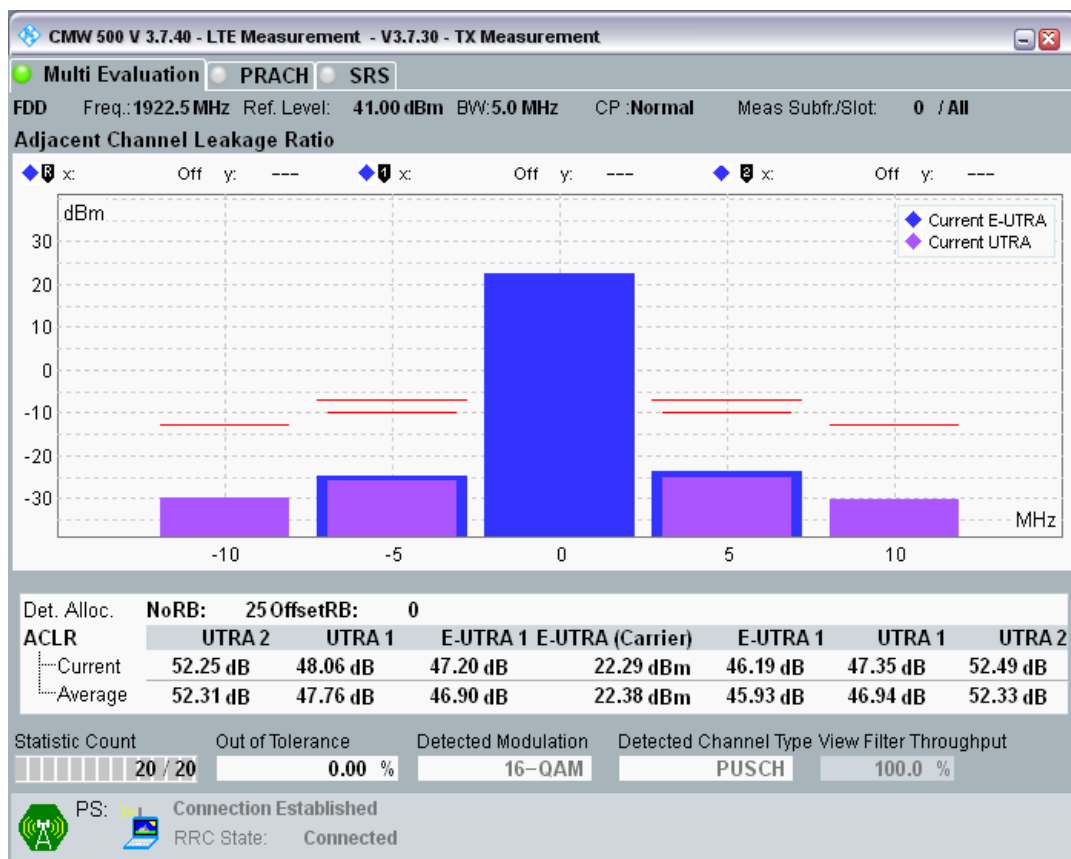 CMW 500 V 3.7.40 - LTE Measurement - V3.7.30 - TX Measurement
Multi Evaluation PRACH SRS
FDD Freq.: 1922.5 MHz Ref. Level: 41.00 dBm BW: 5.0 MHz CP : Normal Meas Subfr./Slot: 0 / All
Adjacent Channel Leakage Ratio
R x: Off y: --- 1 x: Off y: --- 2 x: Off y: ---
dBm
Current E-UTRA
Current UTRA
30
20
10
0
-10
-20
-30
MHz
-10 -5 0 5 10
Det. Alloc. NoRB: 25 OffsetRB: 0
ACLR UTRA 2 UTRA 1 E-UTRA 1 E-UTRA (Carrier) E-UTRA 1 UTRA 1 UTRA 2
Current 52.25 dB 48.06 dB 47.20 dB 22.29 dBm 46.19 dB 47.35 dB 52.49 dB
Average 52.31 dB 47.76 dB 46.90 dB 22.38 dBm 45.93 dB 46.94 dB 52.33 dB
Statistic Count Out of Tolerance Detected Modulation Detected Channel Type View Filter Throughput
20 / 20 0.00 % 16-QAM PUSCH 100.0 %
PS: Connection Established
RRC State: Connected